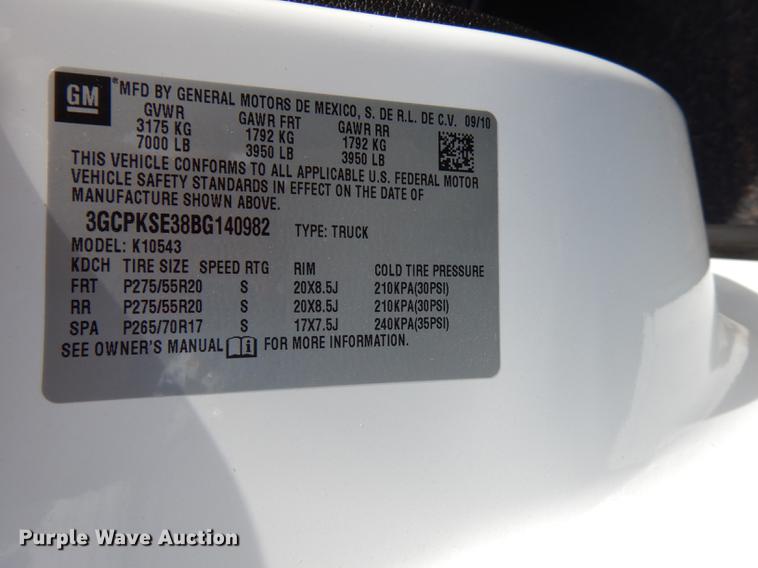 GM
*MFD BY GENERAL MOTORS DE MEXICO, S. DE R.L. DE C.V. 09/10
GVWR GAWR FRT GAWR RR
3175 KG 1792 KG 1792 KG
7000 LB 3950 LB 3950 LB
THIS VEHICLE CONFORMS TO ALL APPLICABLE U.S. FEDERAL MOTOR
VEHICLE SAFETY STANDARDS IN EFFECT ON THE DATE OF
MANUFACTURE SHOWN ABOVE.
3GCPKSE38BG140982 TYPE: TRUCK
MODEL: K10543
KDCH TIRE SIZE SPEED RTG RIM COLD TIRE PRESSURE
FRT P275/55R20 S 20X8.5J 210KPA(30PSI)
RR P275/55R20 S 20X8.5J 210KPA(30PSI)
SPA P265/70R17 S 17X7.5J 240KPA(35PSI)
SEE OWNER'S MANUAL i FOR MORE INFORMATION.
Purple Wave Auction